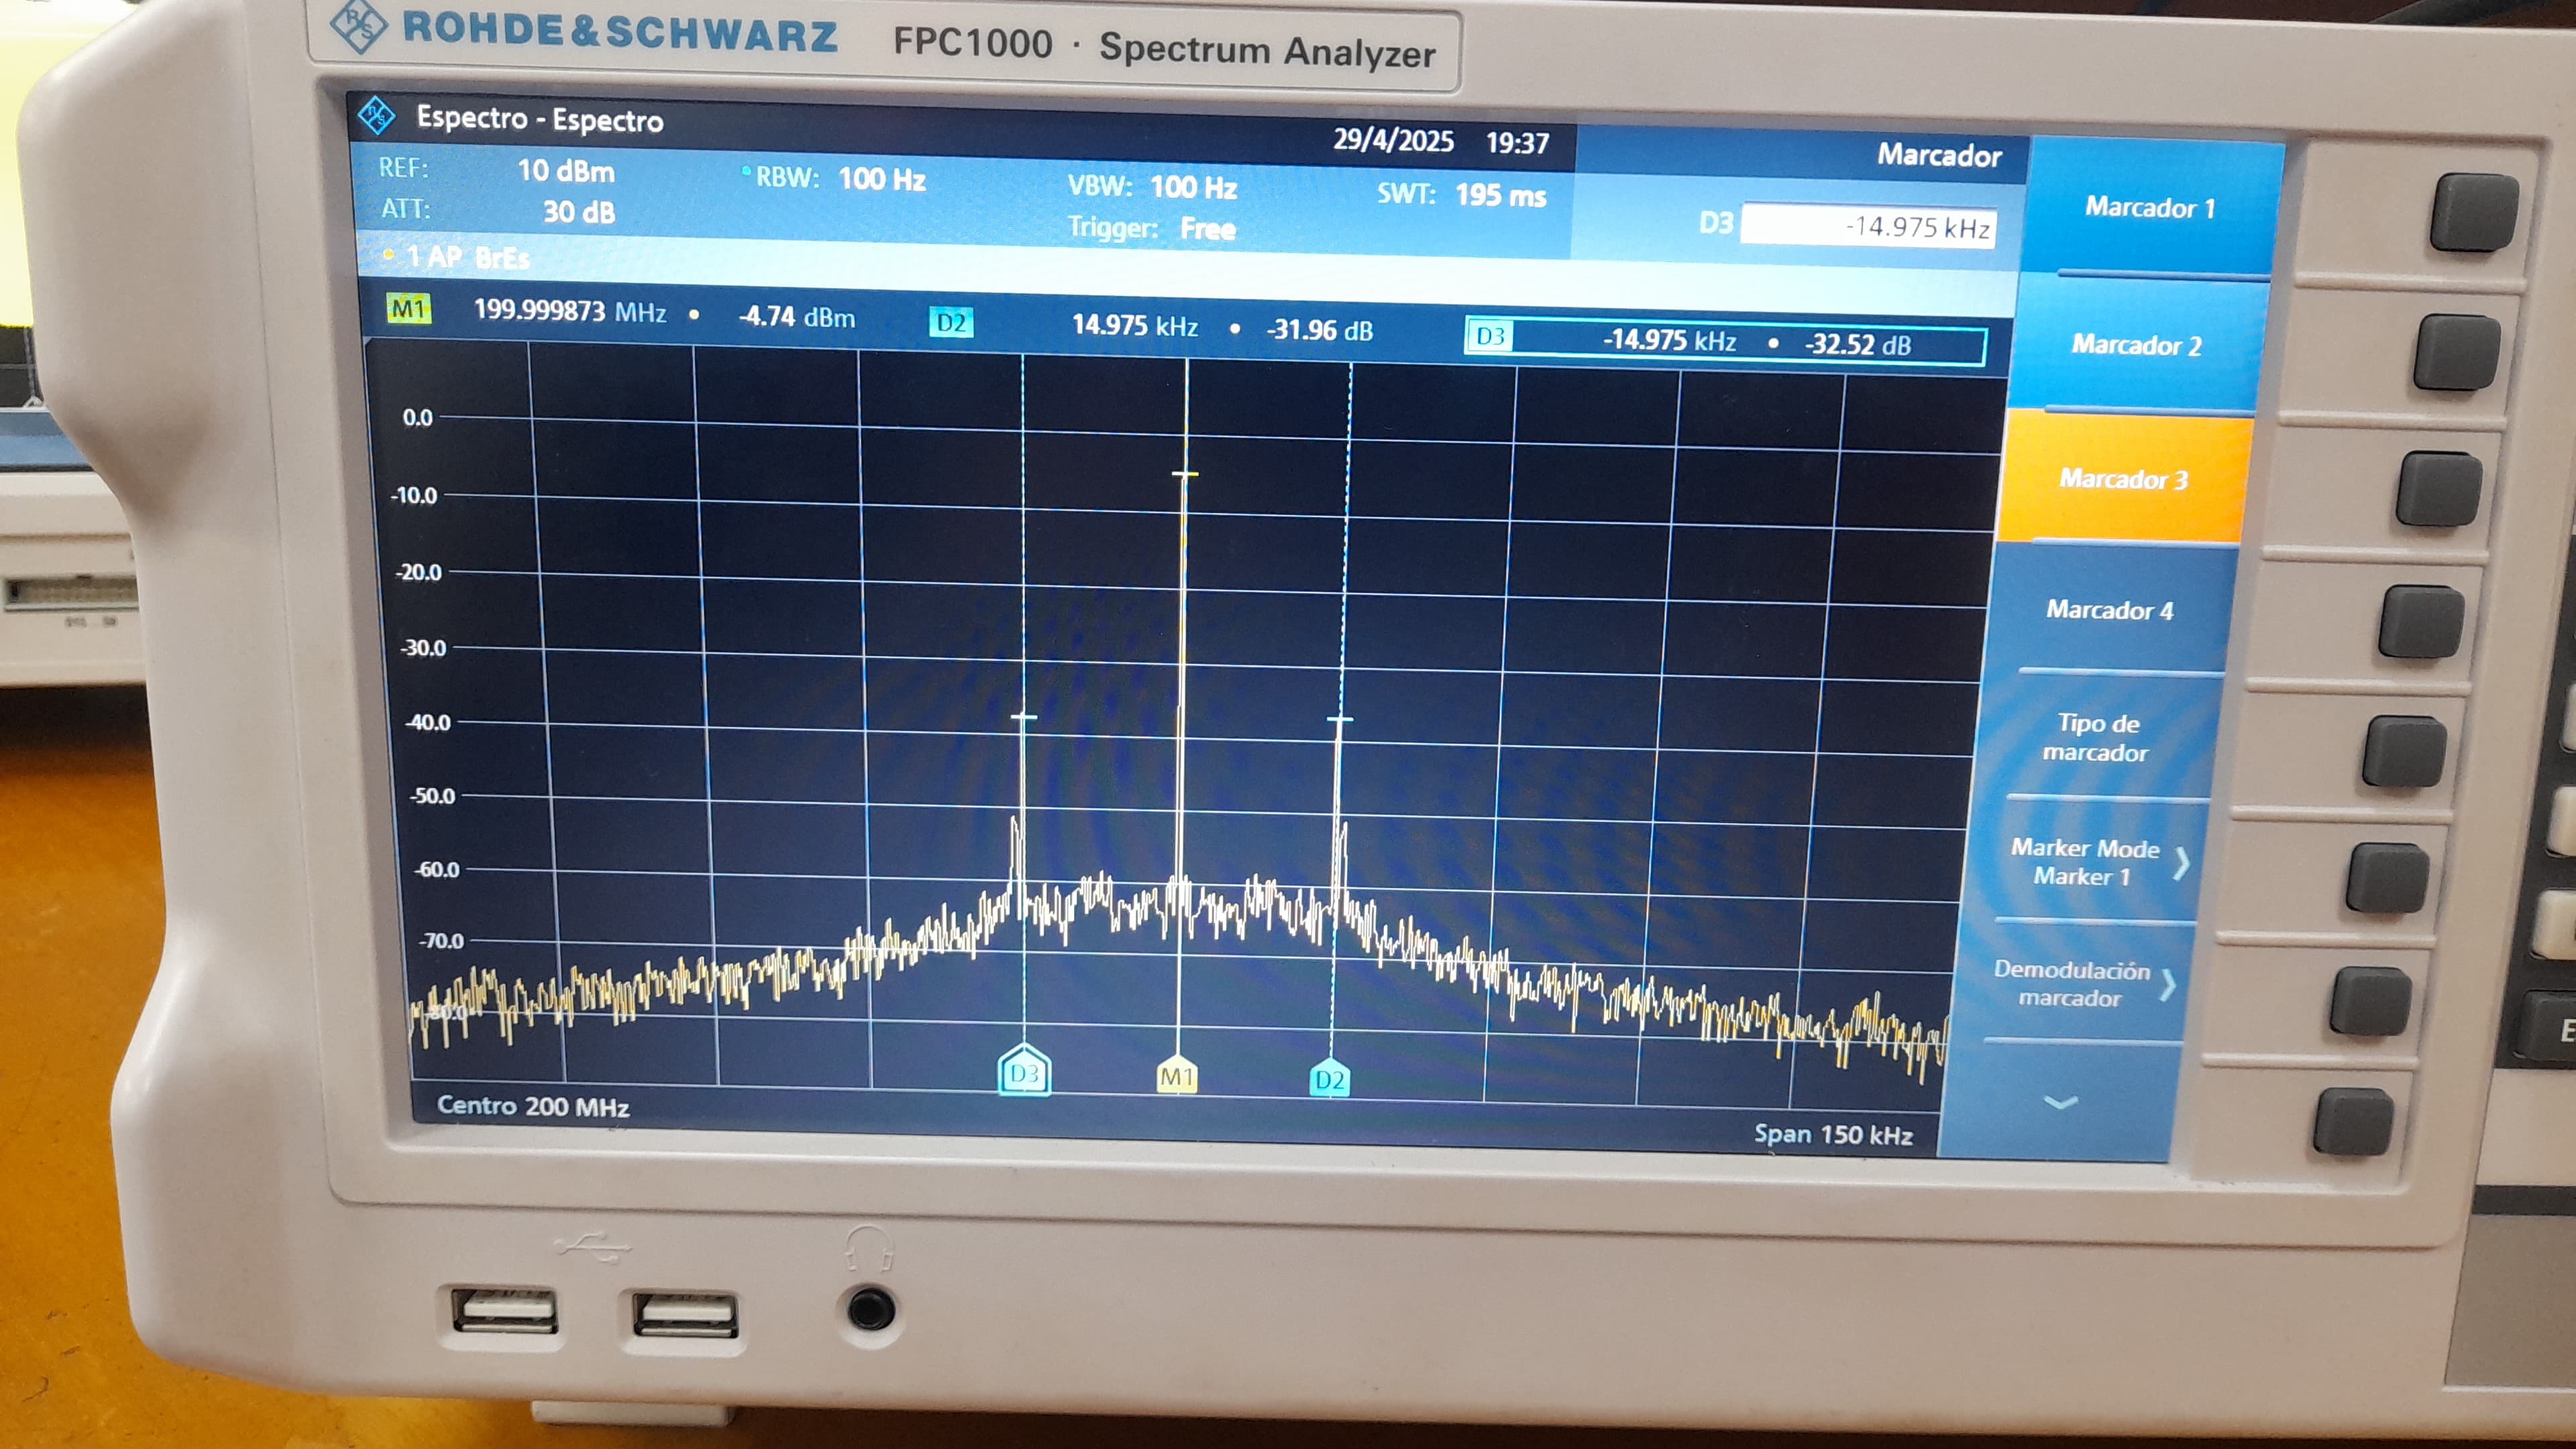 ROHDE&SCHWARZ FPC1000 · Spectrum Analyzer
Espectro - Espectro
29/4/2025 19:37
Marcador
REF: 10 dBm
RBW: 100 Hz
VBW: 100 Hz
SWT: 195 ms
ATT: 30 dB
Trigger: Free
D3 -14.975 kHz
1 AP BrEs
M1 199.999873 MHz • -4.74 dBm
D2 14.975 kHz • -31.96 dB
D3 -14.975 kHz • -32.52 dB
0.0
-10.0
-20.0
-30.0
-40.0
-50.0
-60.0
-70.0
-80.0
D3
M1
D2
Centro 200 MHz
Span 150 kHz
Marcador 1
Marcador 2
Marcador 3
Marcador 4
Tipo de
marcador
Marker Mode
Marker 1
Demodulación
marcador